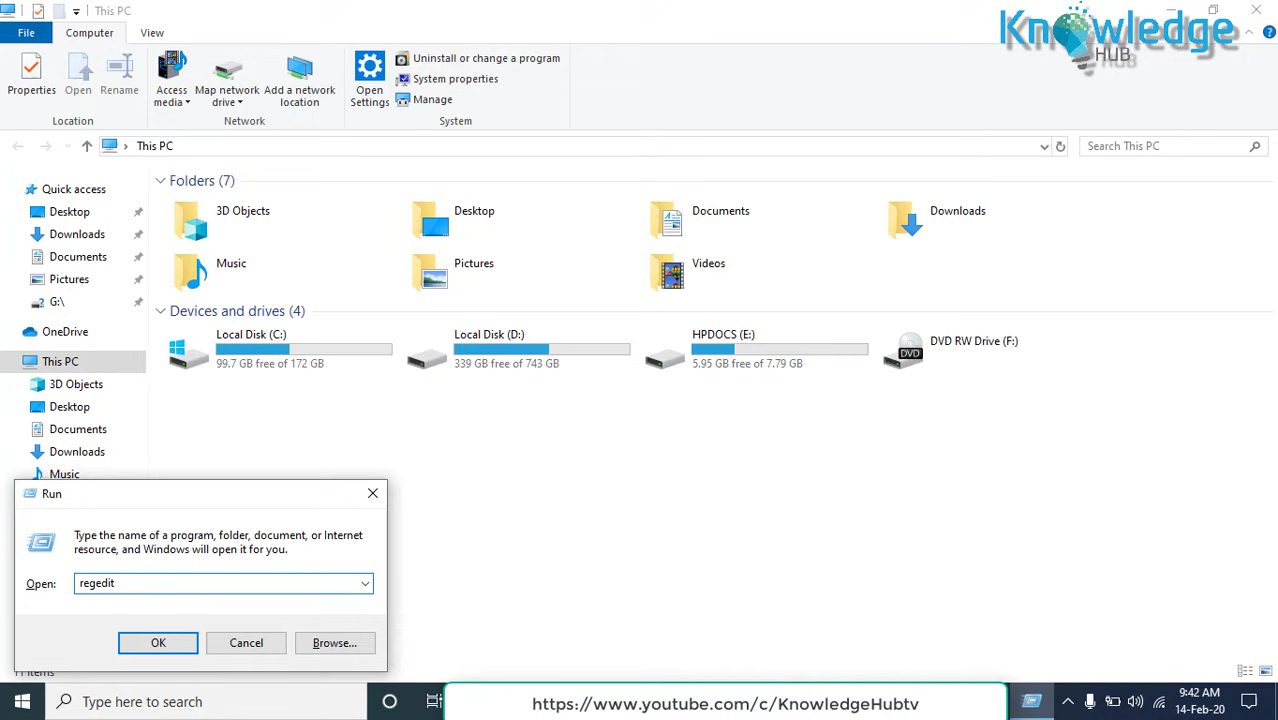 This PC
Knowledge
HUB
File
Computer
View
Properties
Open
Rename
Access
media
Map network
drive
Add a network
location
Open
Settings
Uninstall or change a program
System properties
Manage
Location
Network
System
This PC
Search This PC
Quick access
Desktop
Downloads
Documents
Pictures
G:\
OneDrive
This PC
3D Objects
Desktop
Documents
Downloads
Music
Folders (7)
3D Objects
Desktop
Documents
Downloads
Music
Pictures
Videos
Devices and drives (4)
Local Disk (C:)
99.7 GB free of 172 GB
Local Disk (D:)
339 GB free of 743 GB
HPDOCS (E:)
5.95 GB free of 7.79 GB
DVD
DVD RW Drive (F:)
Run
Type the name of a program, folder, document, or Internet
resource, and Windows will open it for you.
Open:
regedit
OK
Cancel
Browse...
11 items
Type here to search
https://www.youtube.com/c/KnowledgeHubtv
9:42 AM
14-Feb-20